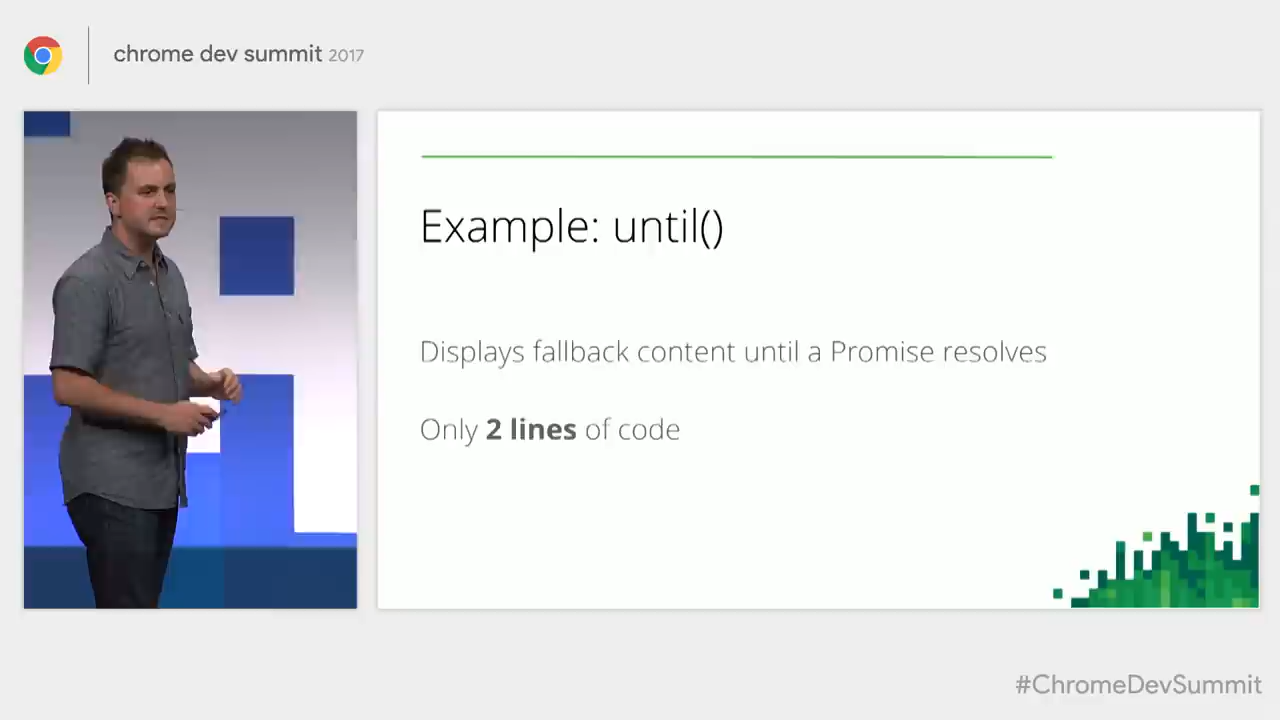 chrome dev summit 2017
Example: until()
Displays fallback content until a Promise resolves
Only 2 lines of code
#ChromeDevSummit